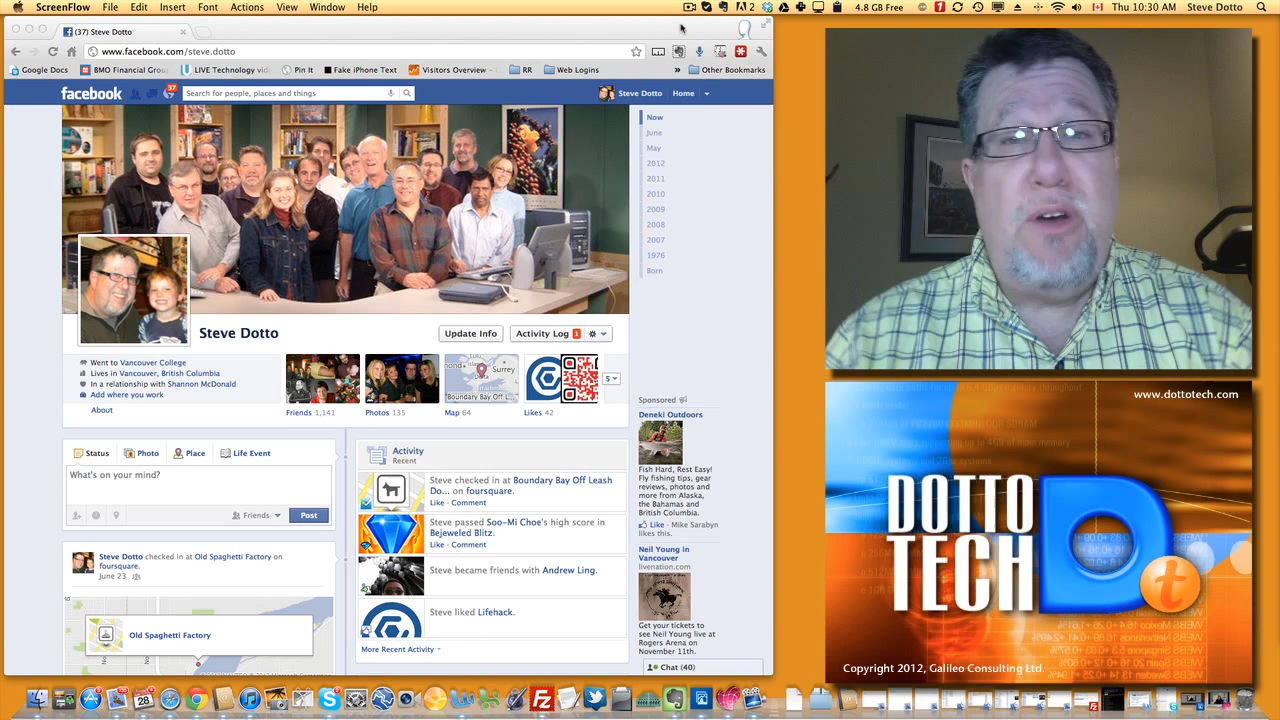 ScreenFlow File Edit Insert Font Actions View Window Help
2 4.8 GB Free 1 Thu 10:30 AM Steve Dotto
(37) Steve Dotto
www.facebook.com/steve.dotto
Google Docs BMO Financial Grou LIVE Technology vide Pin It Fake iPhone Text Visitors Overview - RR Web Logins » Other Bookmarks
facebook 37 Search for people, places and things Steve Dotto Home
Now
June
May
2012
2011
2010
2009
2008
2007
1976
Born
Steve Dotto Update Info Activity Log 1
Went to Vancouver College
Lives in Vancouver, British Columbia
In a relationship with Shannon McDonald
Add where you work
About
Surrey
Boundary Bay Off L...
5
Friends 1,141 Photos 135 Map 64 Likes 42
Status Photo Place Life Event
What's on your mind?
Friends Post
Steve Dotto checked in at Old Spaghetti Factory on
foursquare.
June 23
Old Spaghetti Factory
Activity
Recent
Steve checked in at Boundary Bay Off Leash
Do... on foursquare.
Like · Comment
Steve passed Soo-Mi Choe's high score in
Bejeweled Blitz.
Like · Comment
Steve became friends with Andrew Ling.
Steve liked Lifehack.
More Recent Activity
Sponsored
Deneki Outdoors
Fish Hard, Rest Easy!
Fly fishing tips, gear
reviews, photos and
more from Alaska,
the Bahamas and
British Columbia.
Like · Mike Sarabyn
likes this.
Neil Young in
Vancouver
livenation.com
Get your tickets to
see Neil Young live at
Rogers Arena on
November 11th.
Chat (40)
www.dottotech.com
DOTTO
TECH
t
Copyright 2012, Galileo Consulting Ltd.